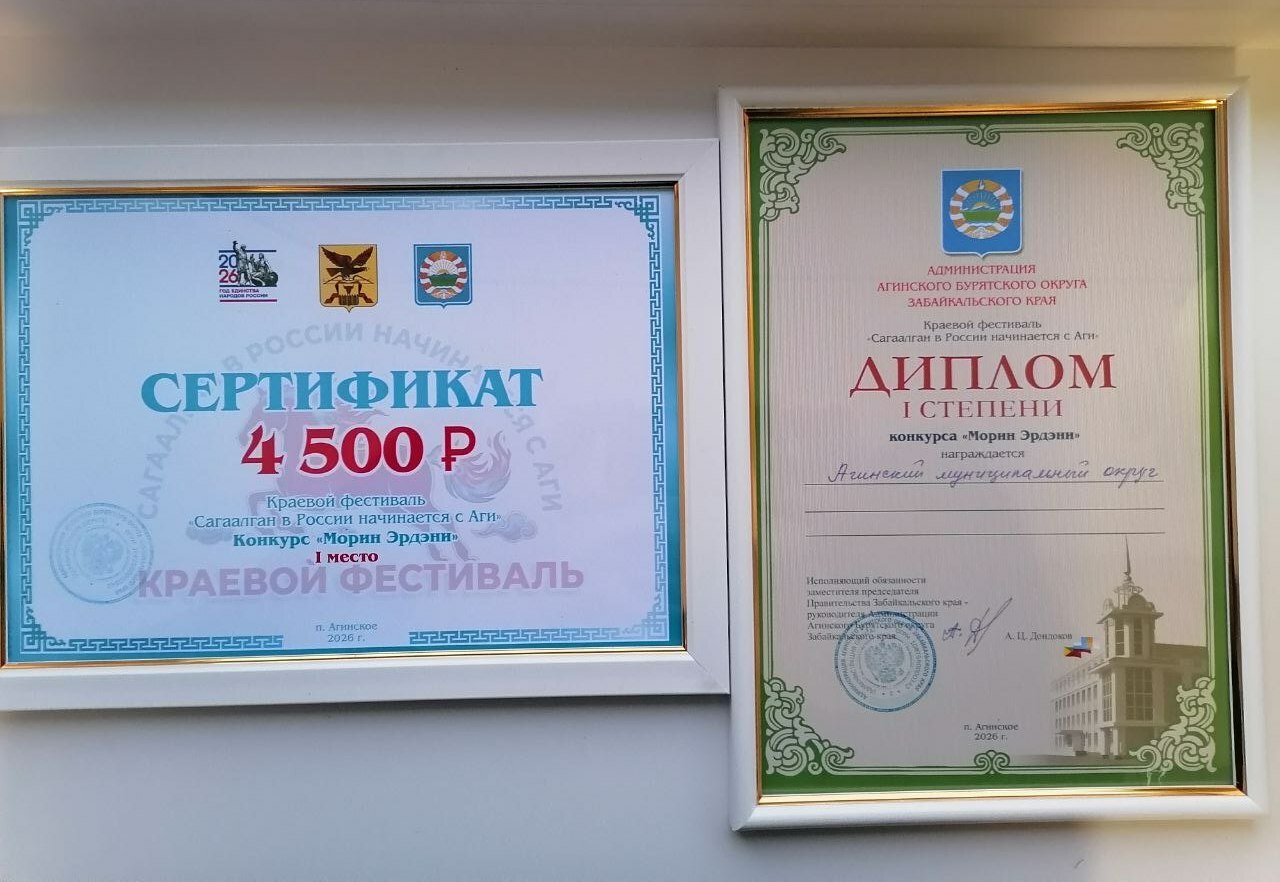 2026
ГОД ЕДИНСТВА
НАРОДОВ РОССИИ
СЕРТИФИКАТ
4 500 ₽
Краевой фестиваль
«Сагаалган в России начинается с Аги»
Конкурс «Морин Эрдэни»
I место
КРАЕВОЙ ФЕСТИВАЛЬ
п. Агинское
2026 г.
АДМИНИСТРАЦИЯ
АГИНСКОГО БУРЯТСКОГО ОКРУГА
ЗАБАЙКАЛЬСКОГО КРАЯ
Краевой фестиваль
«Сагаалган в России начинается с Аги»
ДИПЛОМ
I СТЕПЕНИ
конкурса «Морин Эрдэни»
награждается
Агинский муниципальный округ
Исполняющий обязанности
заместителя председателя
Правительства Забайкальского края -
руководителя Администрации
Агинского Бурятского округа
Забайкальского края
А. Ц. Дондоков
п. Агинское
2026 г.